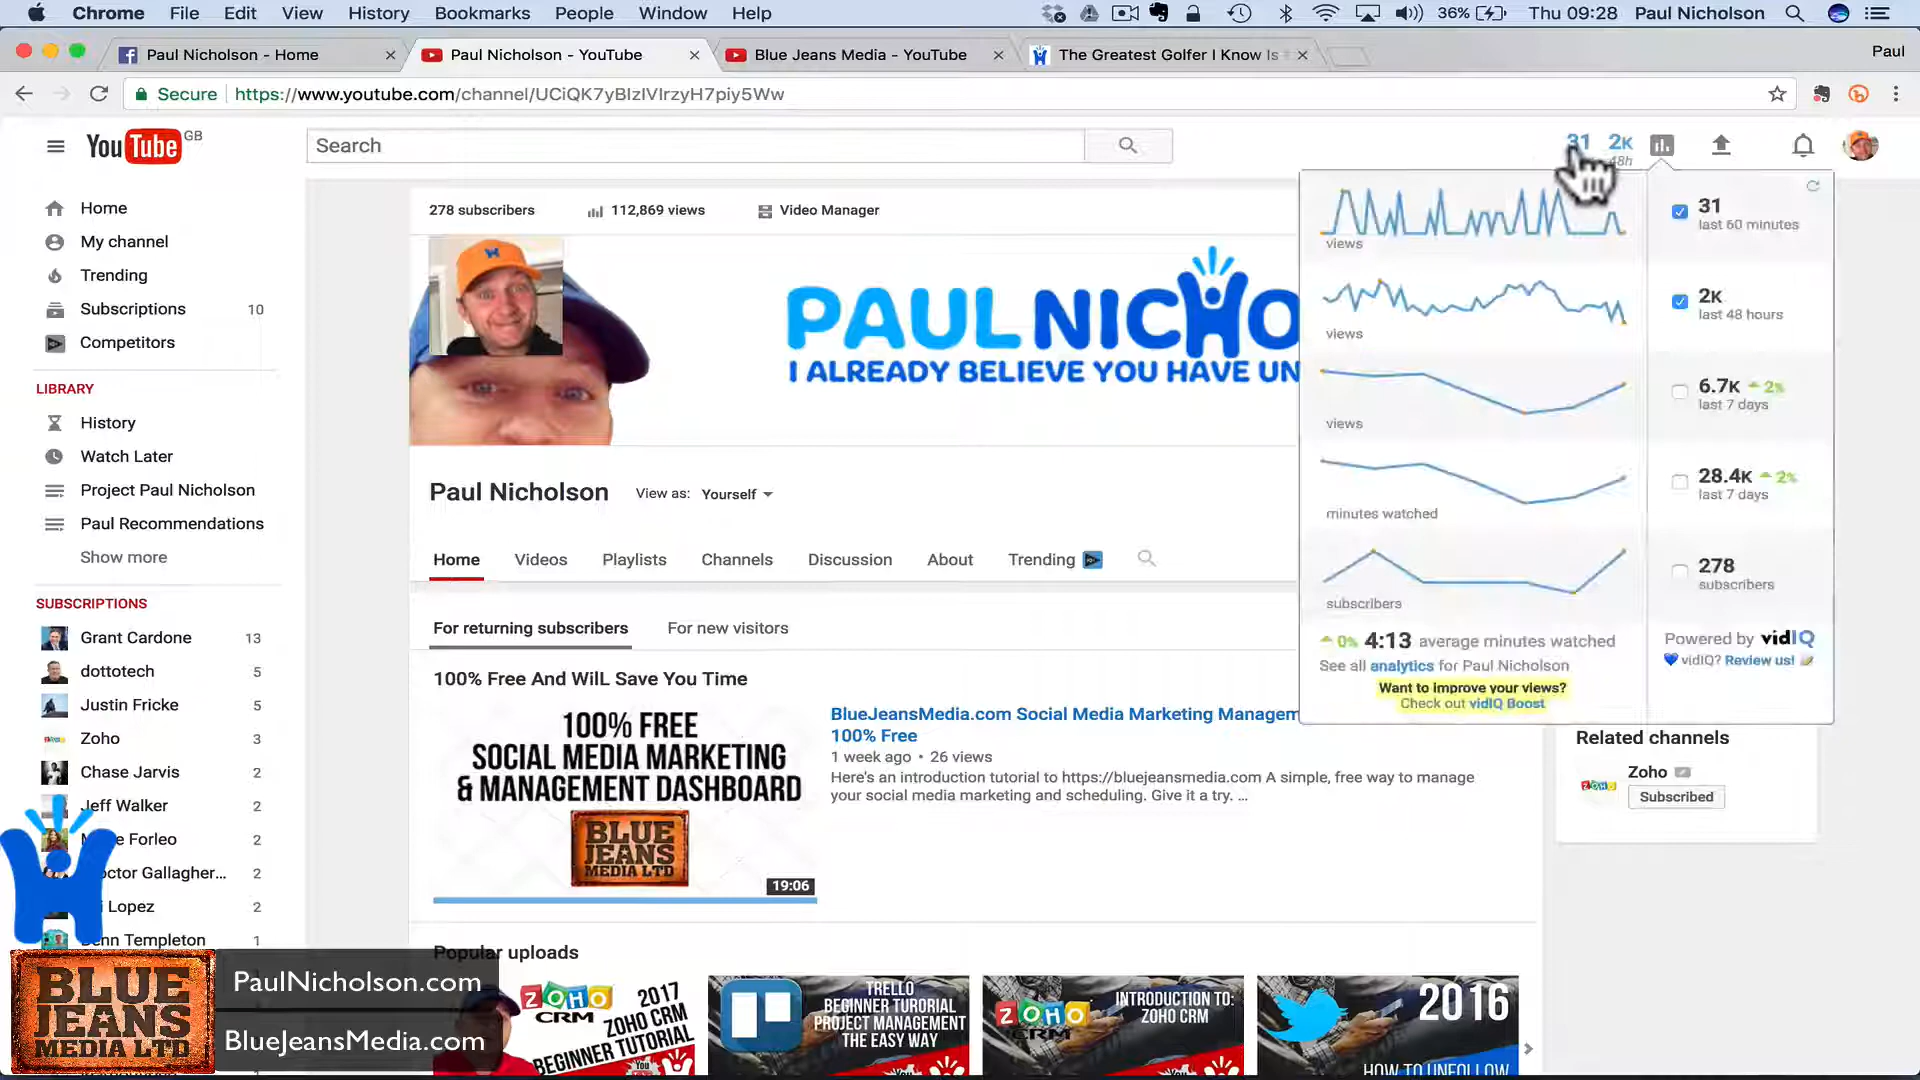 Chrome File Edit View History Bookmarks People Window Help
36% Thu 09:28 Paul Nicholson
Paul Nicholson - Home
Paul Nicholson - YouTube
Blue Jeans Media - YouTube
The Greatest Golfer I Know Is
Paul
Secure https://www.youtube.com/channel/UCiQK7yBIzIVIrzyH7piy5Ww
YouTube GB
Search
31 2K
48h
Home
My channel
Trending
Subscriptions 10
Competitors
LIBRARY
History
Watch Later
Project Paul Nicholson
Paul Recommendations
Show more
SUBSCRIPTIONS
Grant Cardone 13
dottotech 5
Justin Fricke 5
Zoho 3
Chase Jarvis 2
Jeff Walker 2
Forleo 2
octor Gallagher... 2
Lopez 2
enn Templeton 1
278 subscribers 112,869 views Video Manager
PAUL NICHO
I ALREADY BELIEVE YOU HAVE UN
Paul Nicholson View as: Yourself
Home Videos Playlists Channels Discussion About Trending
For returning subscribers For new visitors
100% Free And WilL Save You Time
100% FREE
SOCIAL MEDIA MARKETING
& MANAGEMENT DASHBOARD
BLUE
JEANS
MEDIA LTD
19:06
BlueJeansMedia.com Social Media Marketing Managem
100% Free
1 week ago • 26 views
Here's an introduction tutorial to https://bluejeansmedia.com A simple, free way to manage
your social media marketing and scheduling. Give it a try. ...
views
31
last 60 minutes
views
2K
last 48 hours
views
6.7K 2%
last 7 days
minutes watched
28.4K 2%
last 7 days
subscribers
278
subscribers
0% 4:13 average minutes watched
See all analytics for Paul Nicholson
Want to improve your views?
Check out vidIQ Boost
Powered by vidIQ
vidIQ? Review us!
Related channels
Zoho
ZOHO
Subscribed
Popular uploads
ZOHO
CRM
2017
ZOHO CRM
BEGINNER TUTORIAL
You
TRELLO
BEGINNER TURORIAL
PROJECT MANAGEMENT
THE EASY WAY
You
ZOHO
CRM
INTRODUCTION TO:
ZOHO CRM
You
2016
HOW TO UNFOLLOW
BLUE
JEANS
MEDIA LTD
PaulNicholson.com
BlueJeansMedia.com